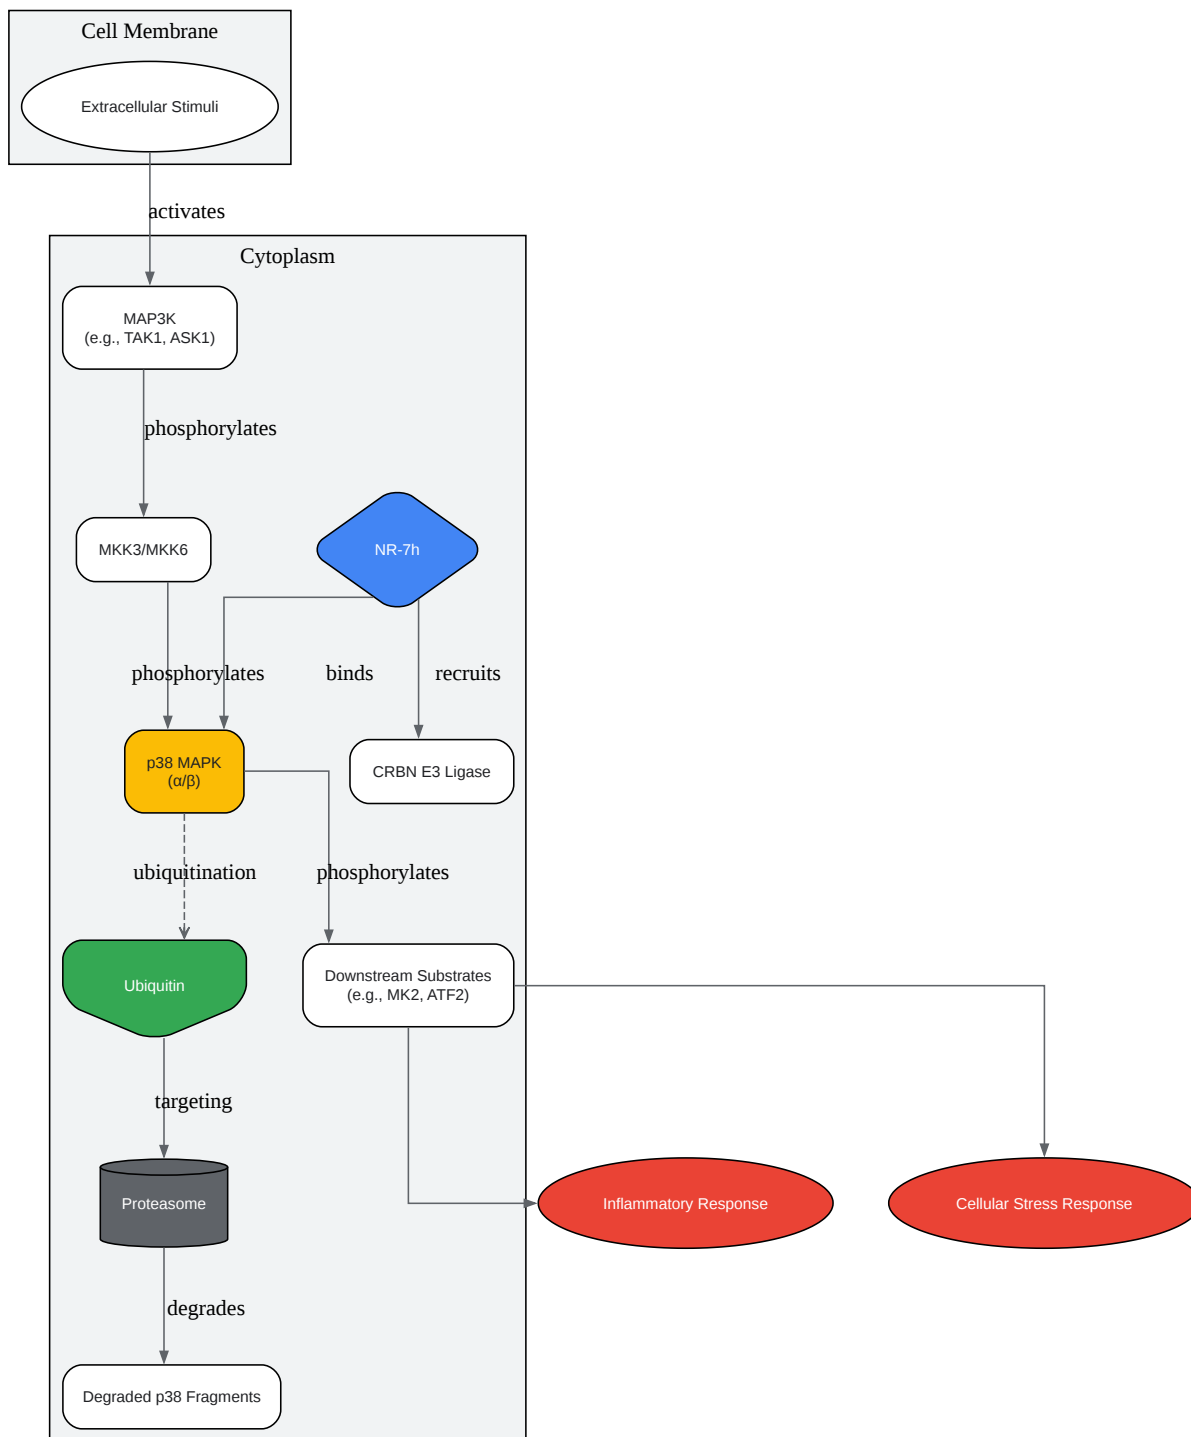 Cell Membrane
Extracellular Stimuli
activates
Cytoplasm
MAP3K
(e.g., TAK1, ASK1)
phosphorylates
MKK3/MKK6
NR-7h
phosphorylates
binds
recruits
p38 MAPK
(α/β)
CRBN E3 Ligase
ubiquitination
phosphorylates
Ubiquitin
Downstream Substrates
(e.g., MK2, ATF2)
targeting
Proteasome
Inflammatory Response
Cellular Stress Response
degrades
Degraded p38 Fragments